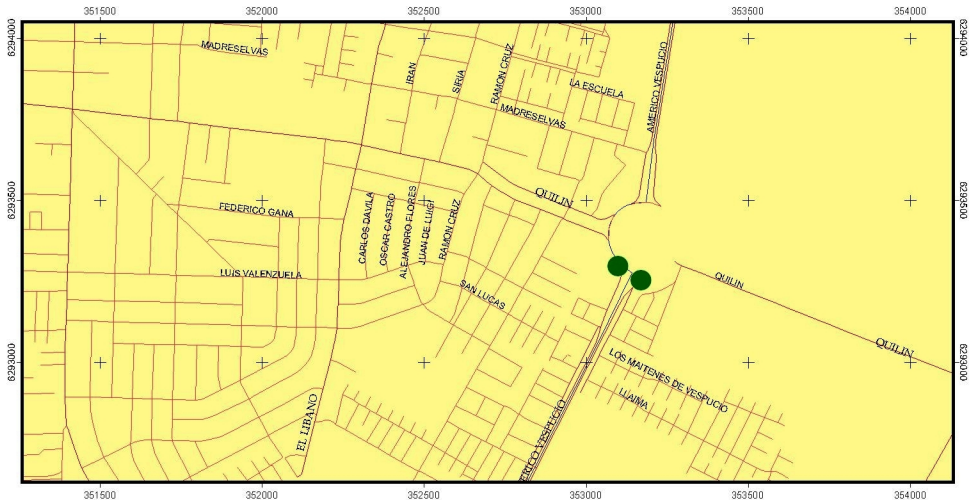 351500 352000 352500 353000 353500 354000
6294000
6294000
MADRESELVAS
IRAN
SIRIA
RAMON CRUZ
LA ESCUELA
MADRESELVAS
AMERICO VESPUCIO
6293500
6293500
QUILIN
FEDERICO GANA
CARLOS DAVILA
OSCAR CASTRO
ALEJANDRO FLORES
JUAN DE LUIGI
RAMON CRUZ
LUIS VALENZUELA
SAN LUCAS
QUILIN
QUILIN
6293000
6293000
LOS MAITENES DE VESPUCIO
LLAIMA
EL LIBANO
ERICO VESPUCIO
351500 352000 352500 353000 353500 354000